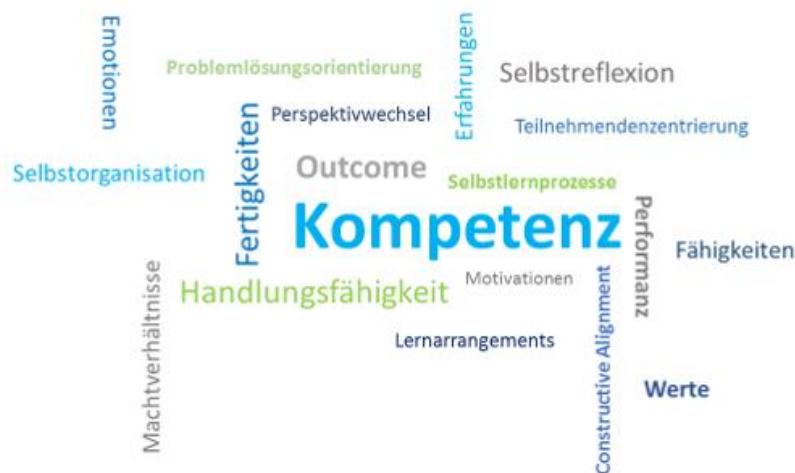 Emotionen
Problemlösungsorientierung
Erfahrungen
Selbstreflexion
Perspektivwechsel
Teilnehmendenzentrierung
Fertigkeiten
Selbstorganisation
Outcome
Selbstlernprozesse
Kompetenz
Performanz
Fähigkeiten
Machtverhältnisse
Handlungsfähigkeit
Motivationen
Constructive Alignment
Lernarrangements
Werte